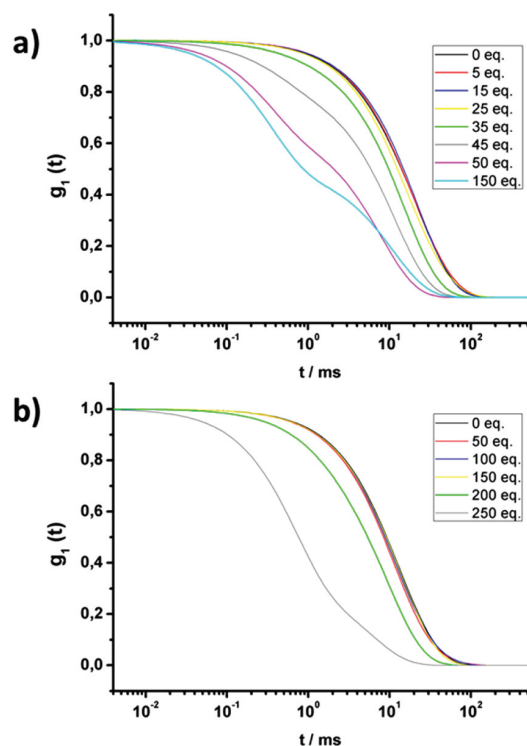 a)
1,0
0,8
0,6
0,4
0,2
0,0
g₁ (t)
10⁻²
10⁻¹
10⁰
10¹
10²
t / ms
0 eq.
5 eq.
15 eq.
25 eq.
35 eq.
45 eq.
50 eq.
150 eq.
b)
1,0
0,8
0,6
0,4
0,2
0,0
g₁ (t)
10⁻²
10⁻¹
10⁰
10¹
10²
t / ms
0 eq.
50 eq.
100 eq.
150 eq.
200 eq.
250 eq.